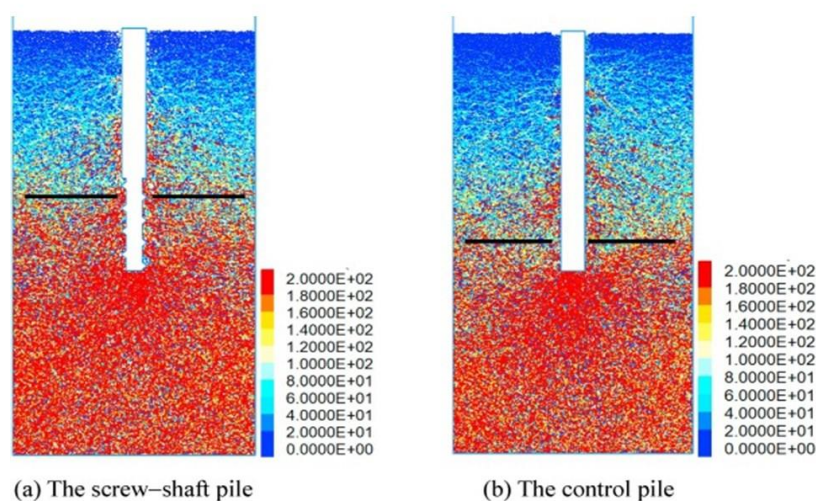 2.0000E+02
1.8000E+02
1.6000E+02
1.4000E+02
1.2000E+02
1.0000E+02
8.0000E+01
6.0000E+01
4.0000E+01
2.0000E+01
0.0000E+00
(a) The screw–shaft pile
2.0000E+02
1.8000E+02
1.6000E+02
1.4000E+02
1.2000E+02
1.0000E+02
8.0000E+01
6.0000E+01
4.0000E+01
2.0000E+01
0.0000E+00
(b) The control pile